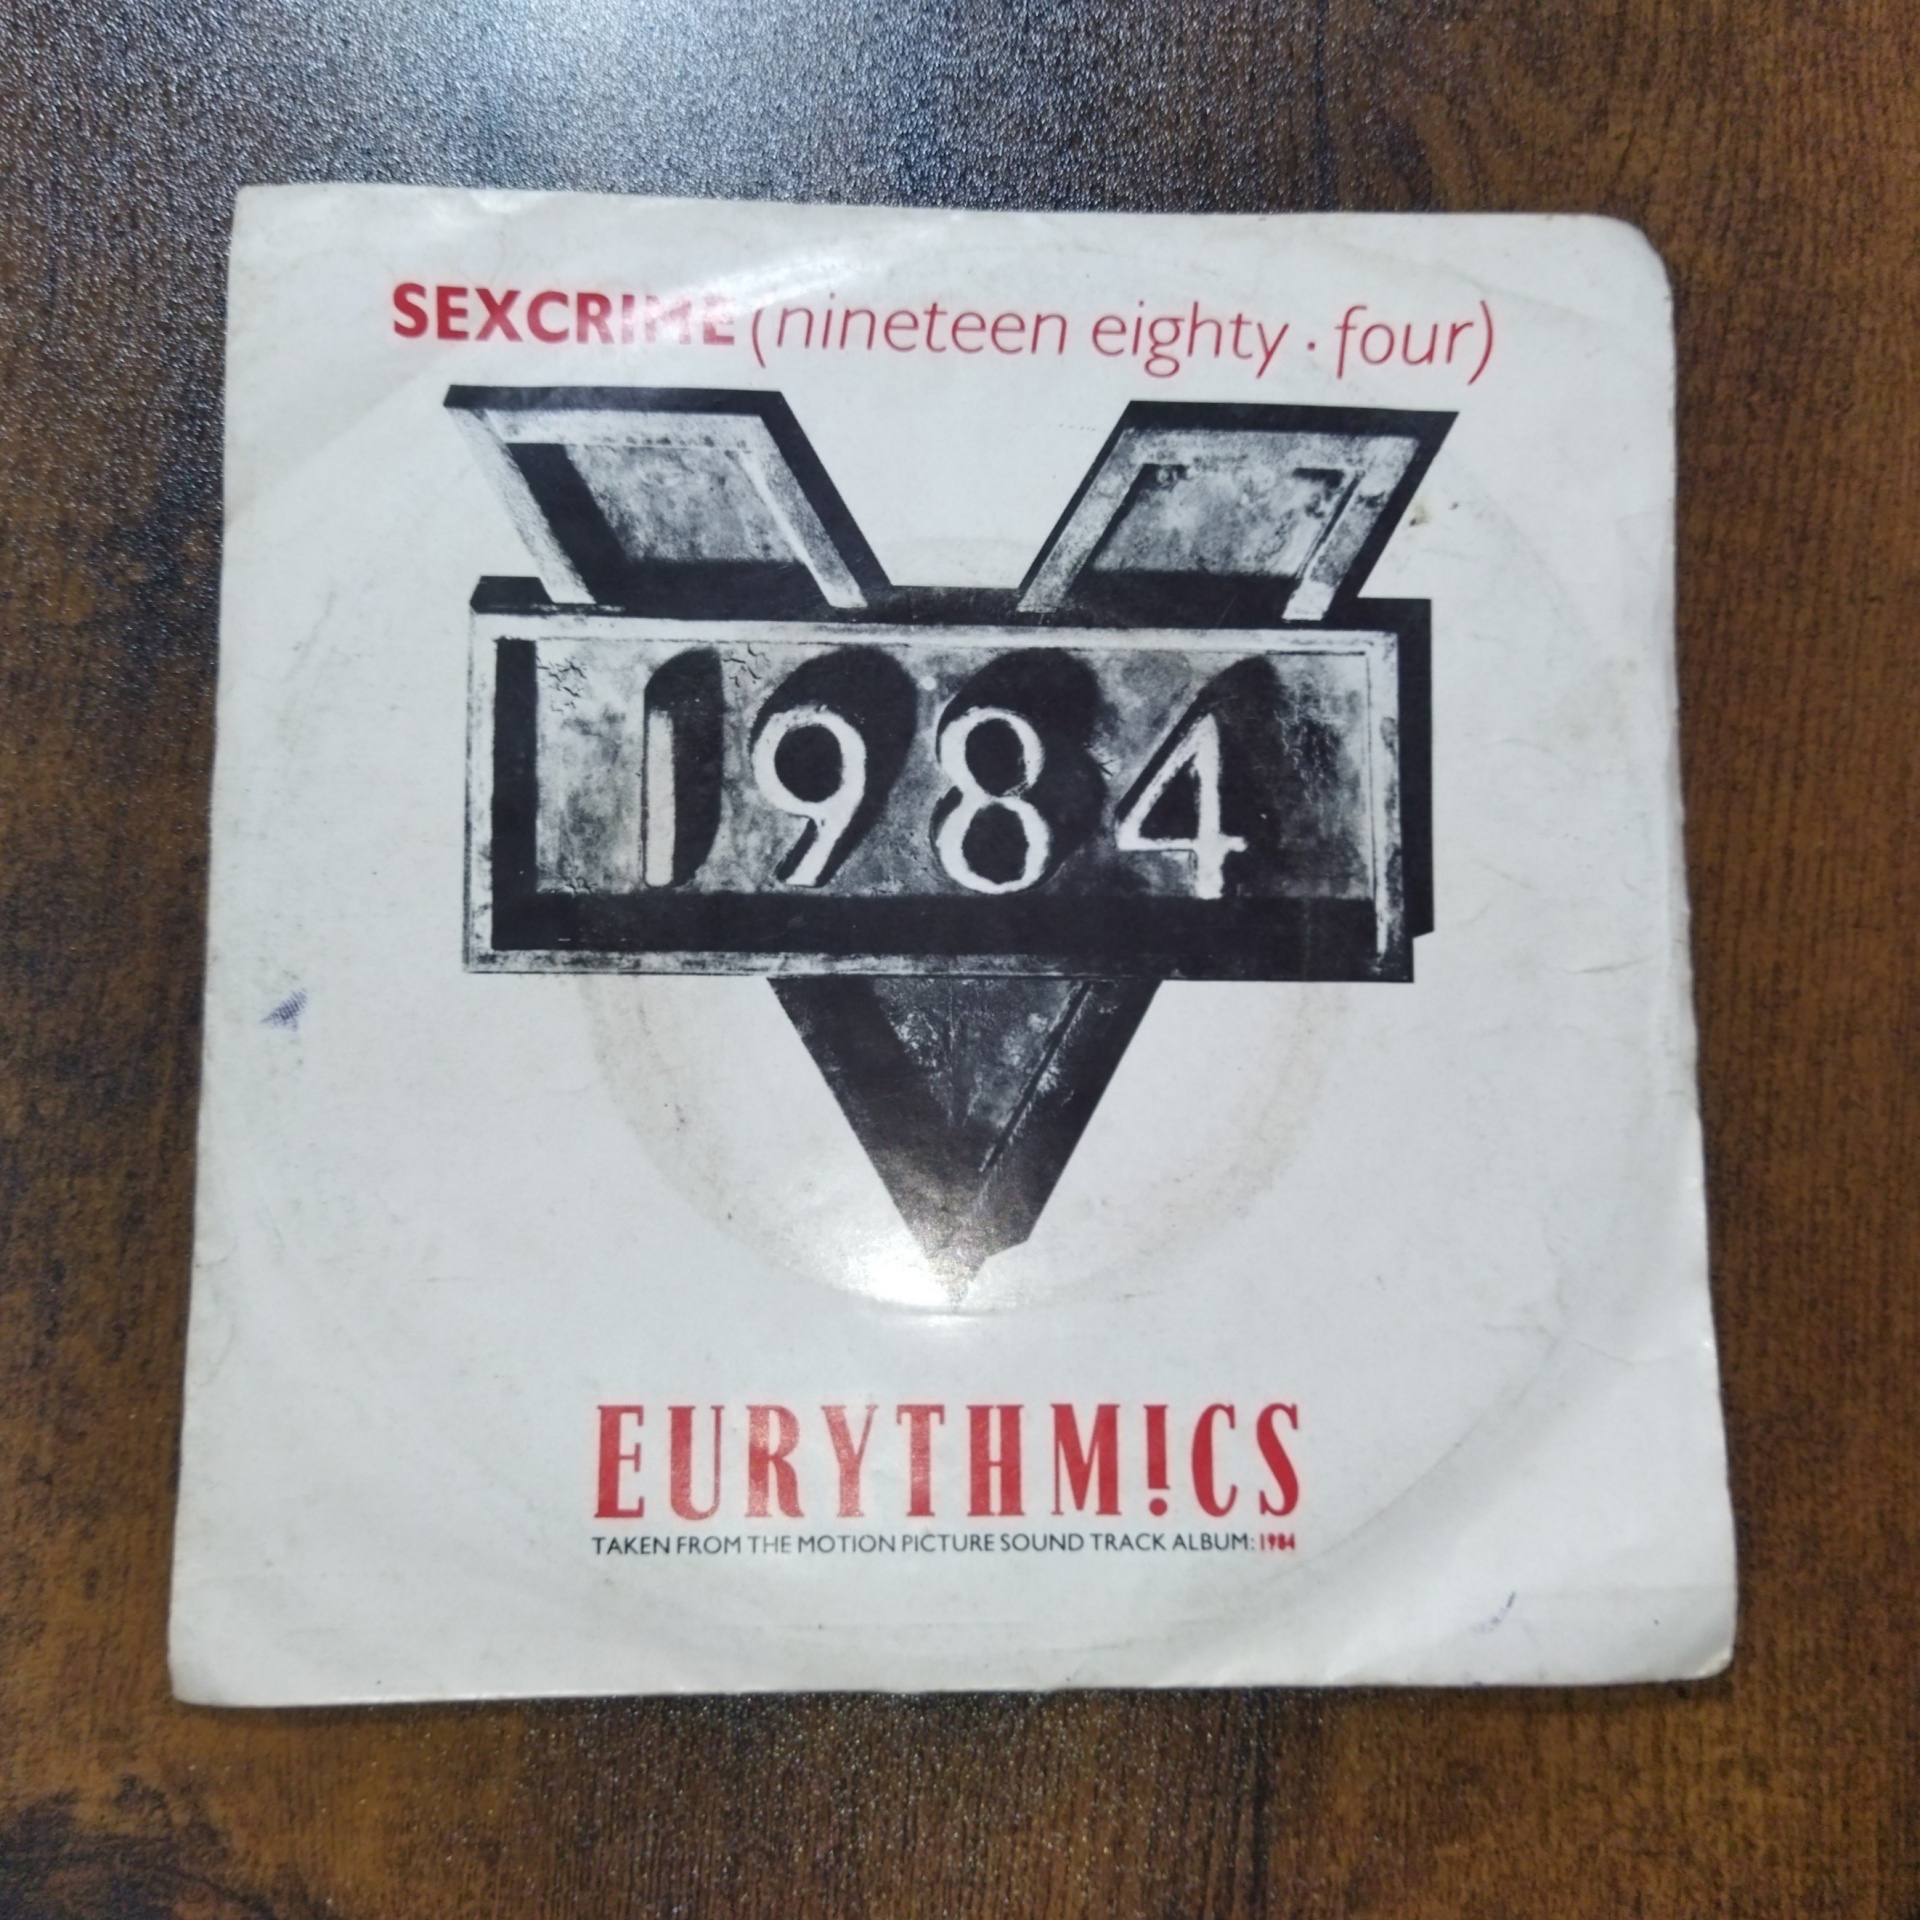 SEXCRIME (nineteen eighty · four)
1984
EURYTHM!CS
TAKEN FROM THE MOTION PICTURE SOUND TRACK ALBUM: 1984